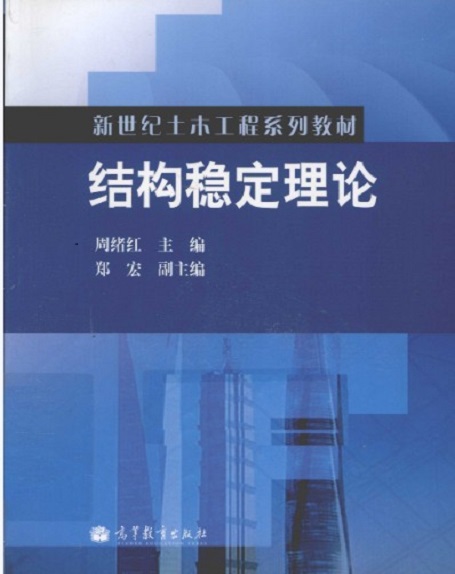 新世纪土木工程系列教材
结构稳定理论
周绪红 主 编
郑 宏 副主编
高等教育出版社